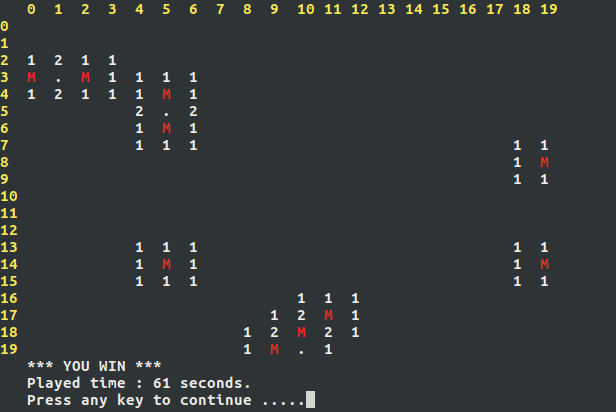 0 1 2 3 4 5 6 7 8 9 10 11 12 13 14 15 16 17 18 19
0
1
2 1 2 1 1
3 M . M 1 1 1 1
4 1 2 1 1 1 M 1
5         2 . 2
6         1 M 1
7         1 1 1                       1  1
8                                     1  M
9                                     1  1
10
11
12
13        1 1 1                       1  1
14        1 M 1                       1  M
15        1 1 1                       1  1
16                    1  1  1
17                  1 2  M  1
18                1 2 M  2  1
19                1 M .  1
*** YOU WIN ***
Played time : 61 seconds.
Press any key to continue .....